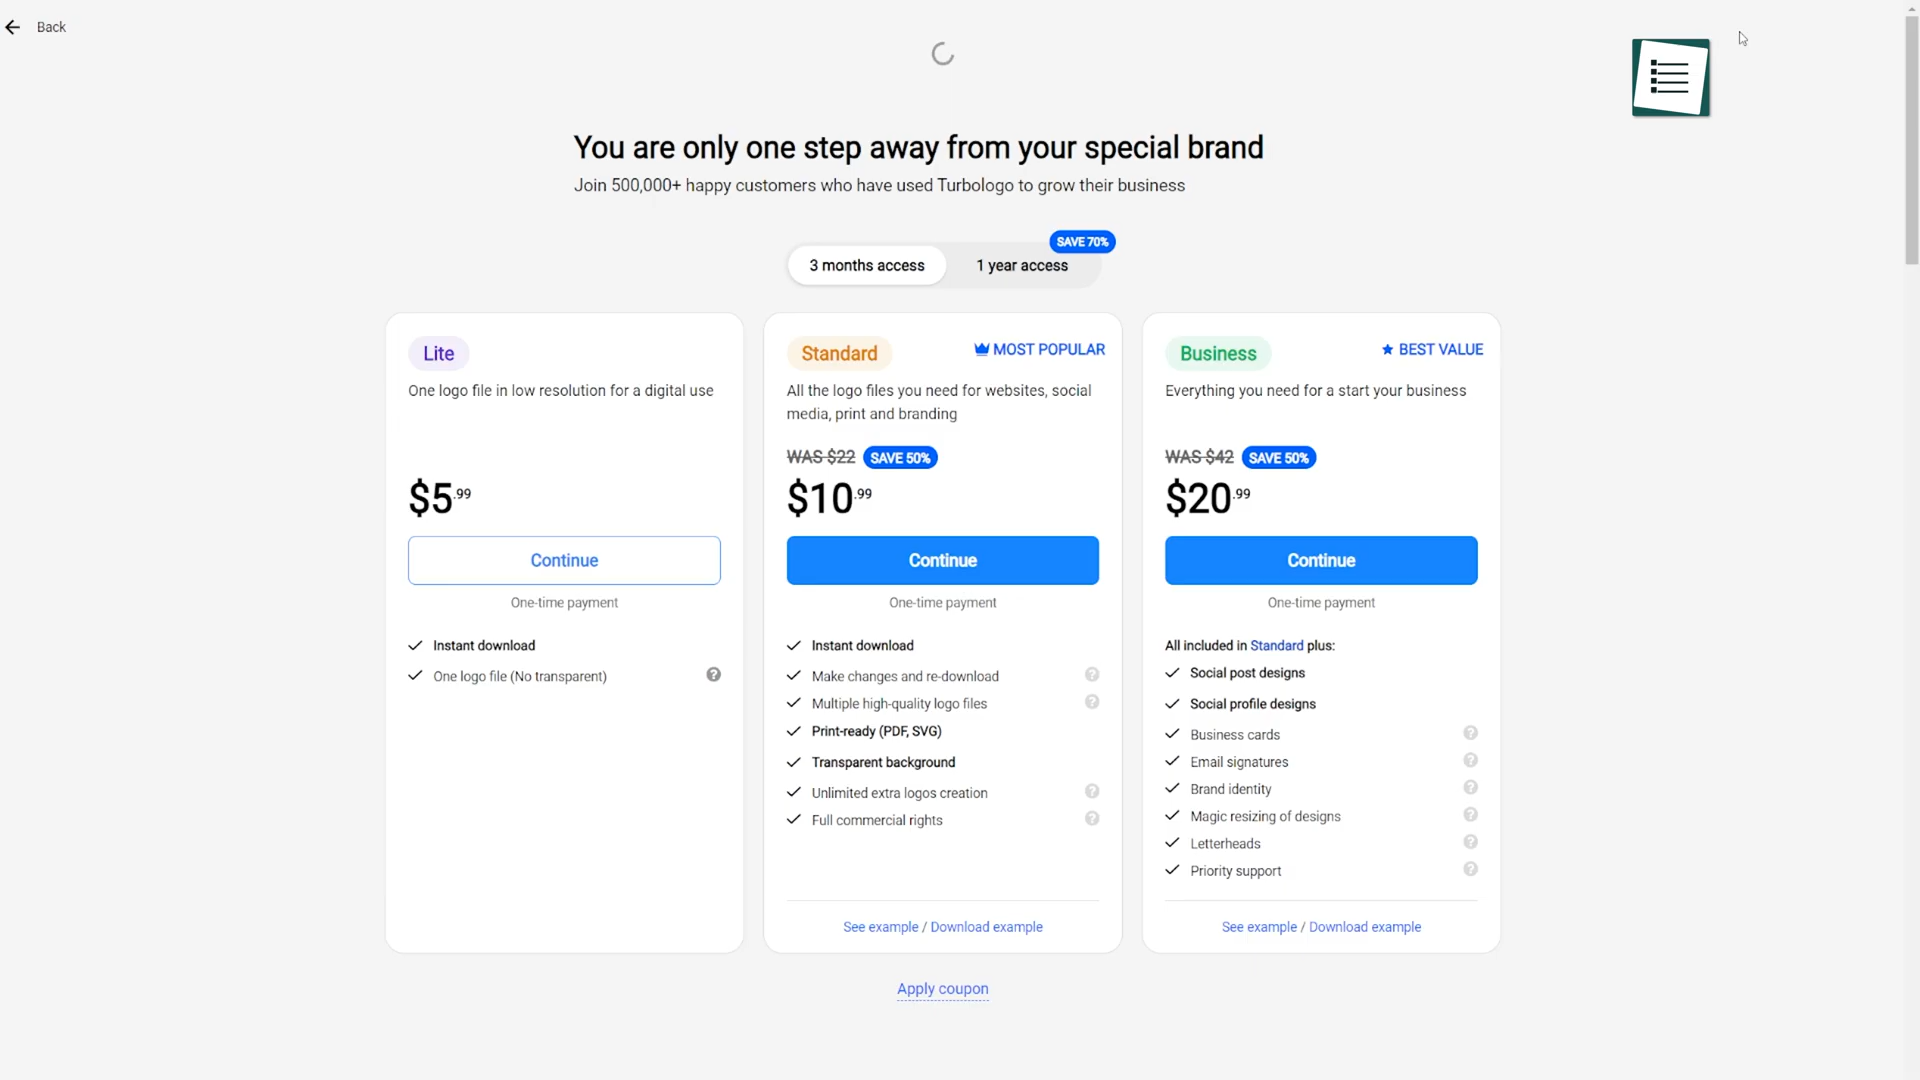 Back
You are only one step away from your special brand
Join 500,000+ happy customers who have used Turbologo to grow their business
SAVE 70%
3 months access
1 year access
Lite
One logo file in low resolution for a digital use
$5.99
Continue
One-time payment
Instant download
One logo file (No transparent)
Standard
MOST POPULAR
All the logo files you need for websites, social
media, print and branding
WAS $22 SAVE 50%
$10.99
Continue
One-time payment
Instant download
Make changes and re-download
Multiple high-quality logo files
Print-ready (PDF, SVG)
Transparent background
Unlimited extra logos creation
Full commercial rights
See example / Download example
Business
BEST VALUE
Everything you need for a start your business
WAS $42 SAVE 50%
$20.99
Continue
One-time payment
All included in Standard plus:
Social post designs
Social profile designs
Business cards
Email signatures
Brand identity
Magic resizing of designs
Letterheads
Priority support
See example / Download example
Apply coupon